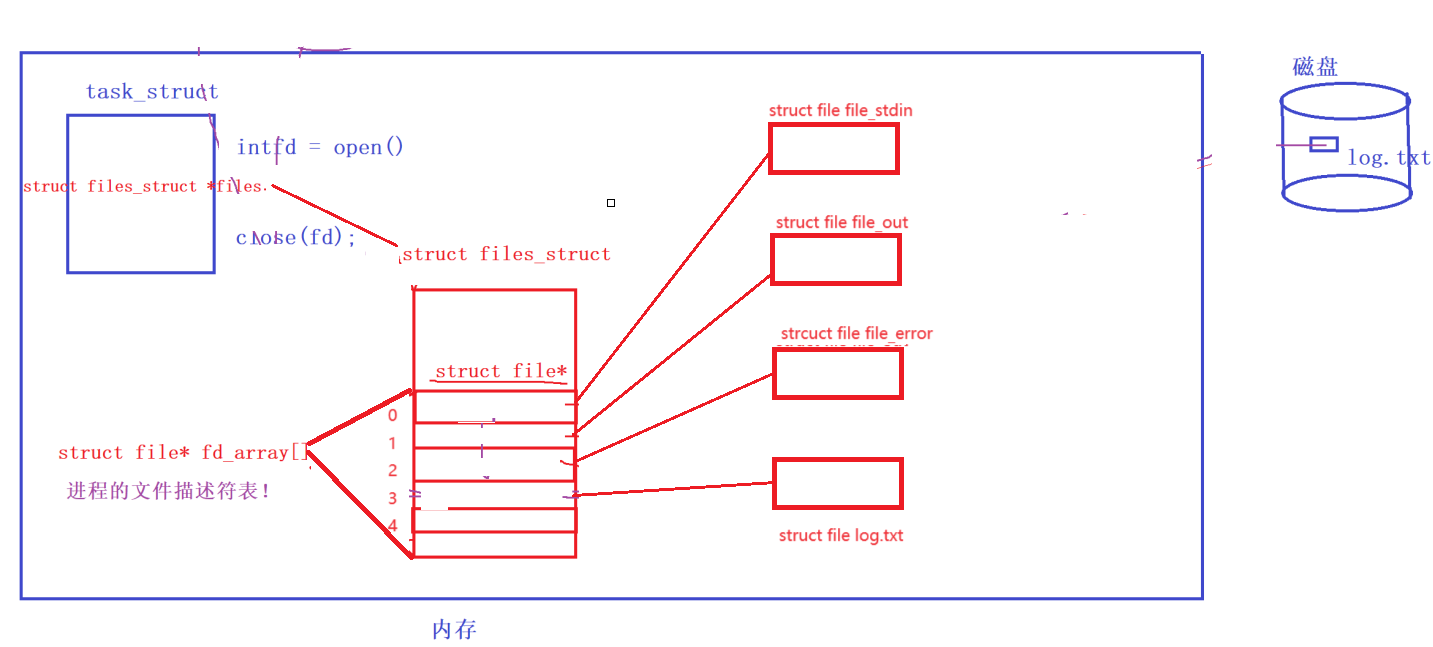 磁盘
log.txt
task_struct
intfd = open()
struct files_struct *files
close(fd);
struct files_struct
struct file*
0
1
2
3
4
struct file* fd_array[]
进程的文件描述符表!
struct file file_stdin
struct file file_out
strcuct file file_error
struct file log.txt
内存